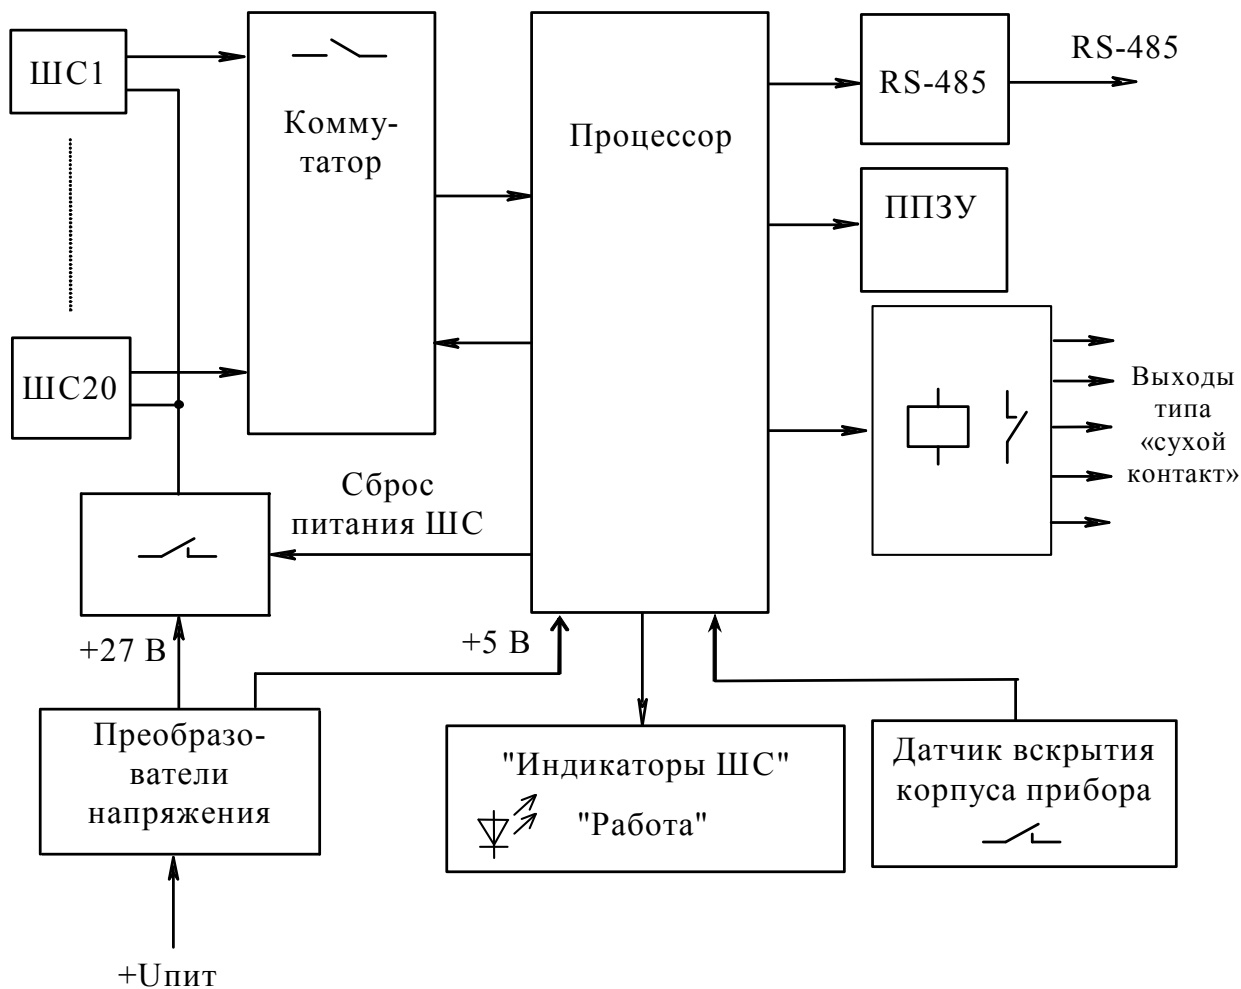 ШС1
Комму-
татор
Процессор
RS-485
RS-485
ППЗУ
ШС20
Выходы
типа
«сухой
контакт»
Сброс
питания ШС
+27 В
+5 В
Преобразо-
ватели
напряжения
"Индикаторы ШС"
"Работа"
Датчик вскрытия
корпуса прибора
+Uпит